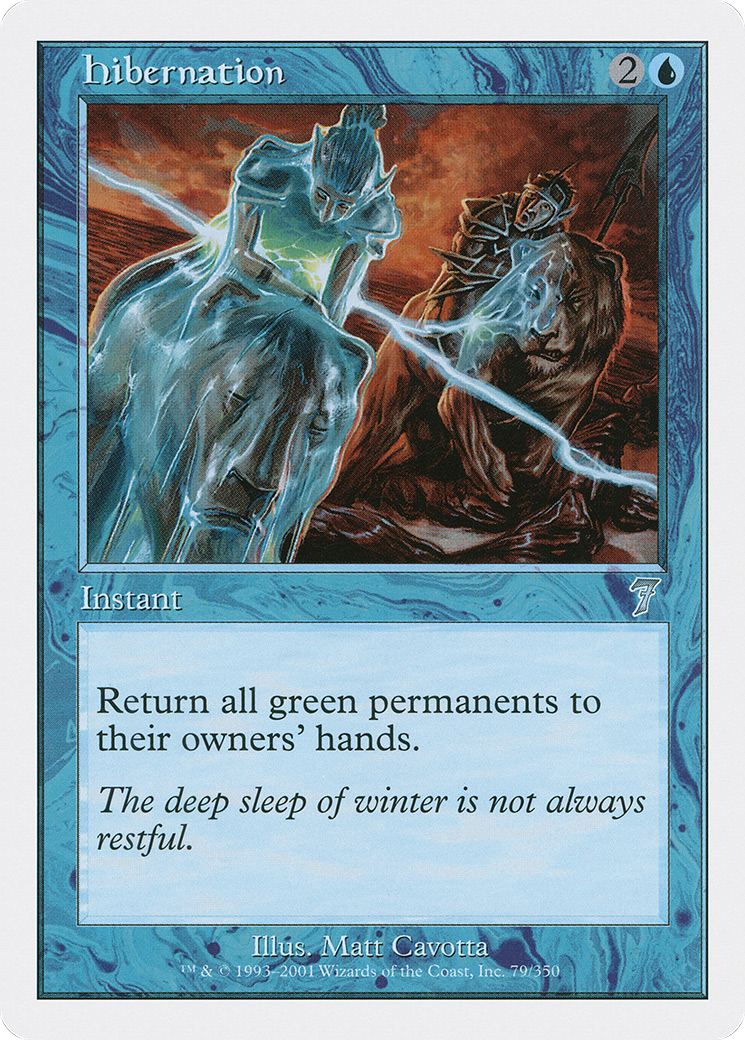 Hibernation
2
Instant
7
Return all green permanents to
their owners’ hands.
The deep sleep of winter is not always
restful.
Illus. Matt Cavotta
™ & © 1993–2001 Wizards of the Coast, Inc. 79/350